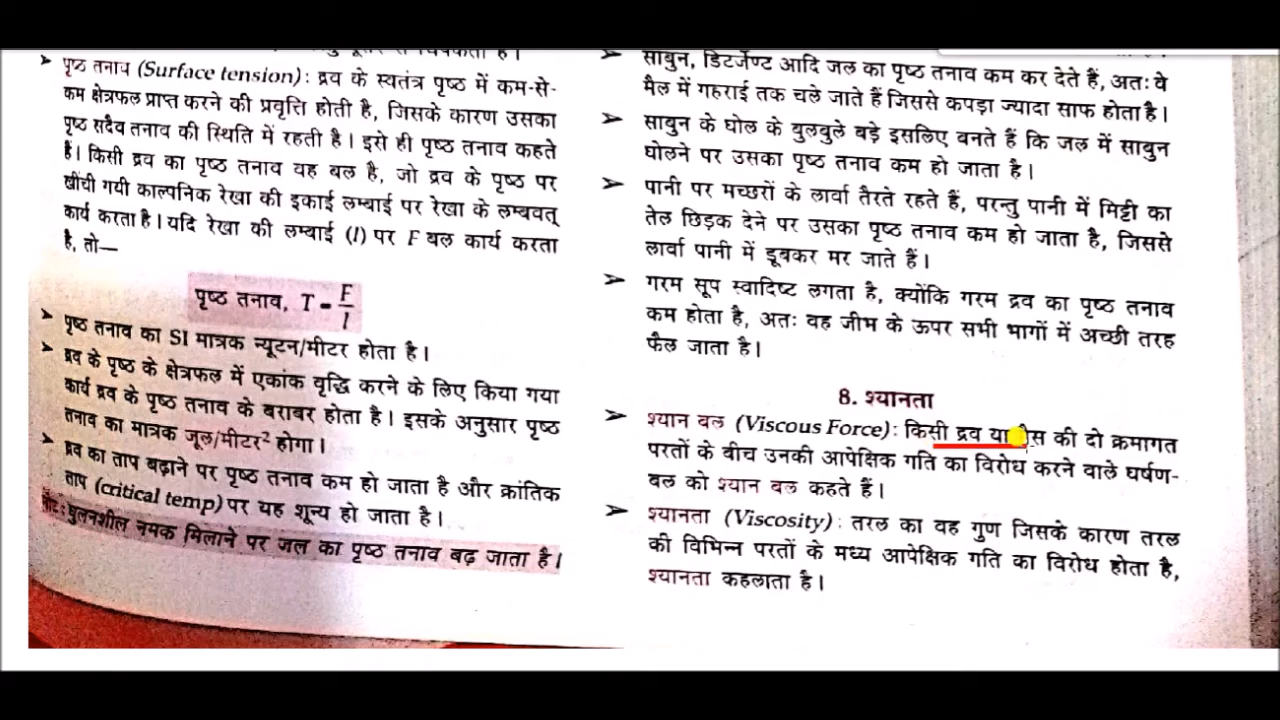 पृष्ठ तनाव (Surface tension) : द्रव के स्वतंत्र पृष्ठ में कम-से-
कम क्षेत्रफल प्राप्त करने की प्रवृत्ति होती है, जिसके कारण उसका
पृष्ठ सदैव तनाव की स्थिति में रहती है। इसे ही पृष्ठ तनाव कहते
हैं। किसी द्रव का पृष्ठ तनाव यह बल है, जो द्रव के पृष्ठ पर
खींची गयी काल्पनिक रेखा की इकाई लम्बाई पर रेखा के लम्बवत्
कार्य करता है। यदि रेखा की लम्बाई (l) पर F बल कार्य करता
है, तो—
पृष्ठ तनाव, T = F/l
पृष्ठ तनाव का SI मात्रक न्यूटन/मीटर होता है।
द्रव के पृष्ठ के क्षेत्रफल में एकांक वृद्धि करने के लिए किया गया
कार्य द्रव के पृष्ठ तनाव के बराबर होता है। इसके अनुसार पृष्ठ
तनाव का मात्रक जूल/मीटर² होगा।
द्रव का ताप बढ़ाने पर पृष्ठ तनाव कम हो जाता है और क्रांतिक
ताप (critical temp) पर यह शून्य हो जाता है।
नोट : घुलनशील नमक मिलाने पर जल का पृष्ठ तनाव बढ़ जाता है।
साबुन, डिटर्जेण्ट आदि जल का पृष्ठ तनाव कम कर देते हैं, अतः वे
मैल में गहराई तक चले जाते हैं जिससे कपड़ा ज्यादा साफ होता है।
साबुन के घोल के बुलबुले बड़े इसलिए बनते हैं कि जल में साबुन
घोलने पर उसका पृष्ठ तनाव कम हो जाता है।
पानी पर मच्छरों के लार्वा तैरते रहते हैं, परन्तु पानी में मिट्टी का
तेल छिड़क देने पर उसका पृष्ठ तनाव कम हो जाता है, जिससे
लार्वा पानी में डूबकर मर जाते हैं।
गरम सूप स्वादिष्ट लगता है, क्योंकि गरम द्रव का पृष्ठ तनाव
कम होता है, अतः वह जीभ के ऊपर सभी भागों में अच्छी तरह
फैल जाता है।
8. श्यानता
श्यान बल (Viscous Force) : किसी द्रव या गैस की दो क्रमागत
परतों के बीच उनकी आपेक्षिक गति का विरोध करने वाले घर्षण-
बल को श्यान बल कहते हैं।
श्यानता (Viscosity) : तरल का वह गुण जिसके कारण तरल
की विभिन्न परतों के मध्य आपेक्षिक गति का विरोध होता है,
श्यानता कहलाता है।